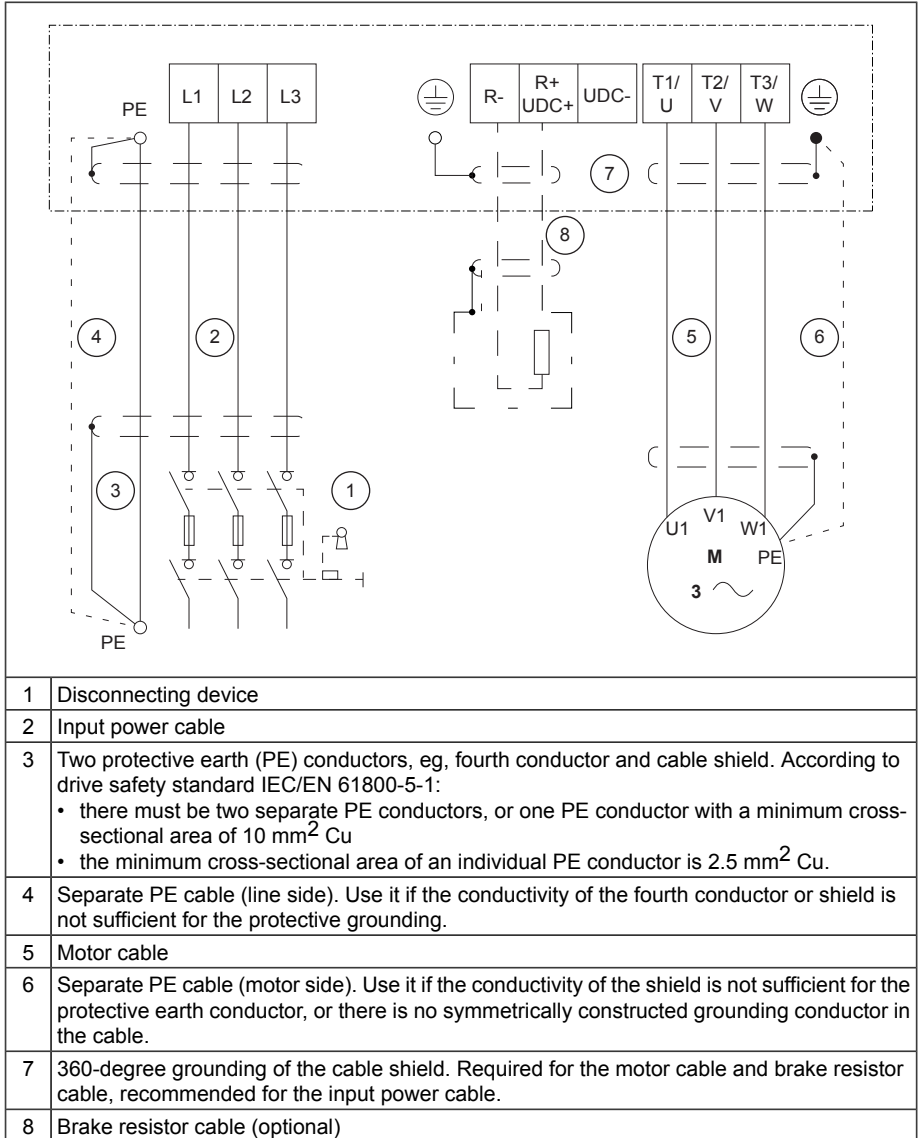 PE
L1
L2
L3
R-
R+
UDC+
UDC-
T1/
U
T2/
V
T3/
W
7
8
4
2
5
6
3
1
U1
V1
W1
M
PE
3
PE
1 Disconnecting device
2 Input power cable
3 Two protective earth (PE) conductors, eg, fourth conductor and cable shield. According to
drive safety standard IEC/EN 61800-5-1:
• there must be two separate PE conductors, or one PE conductor with a minimum cross-
sectional area of 10 mm2 Cu
• the minimum cross-sectional area of an individual PE conductor is 2.5 mm2 Cu.
4 Separate PE cable (line side). Use it if the conductivity of the fourth conductor or shield is
not sufficient for the protective grounding.
5 Motor cable
6 Separate PE cable (motor side). Use it if the conductivity of the shield is not sufficient for the
protective earth conductor, or there is no symmetrically constructed grounding conductor in
the cable.
7 360-degree grounding of the cable shield. Required for the motor cable and brake resistor
cable, recommended for the input power cable.
8 Brake resistor cable (optional)